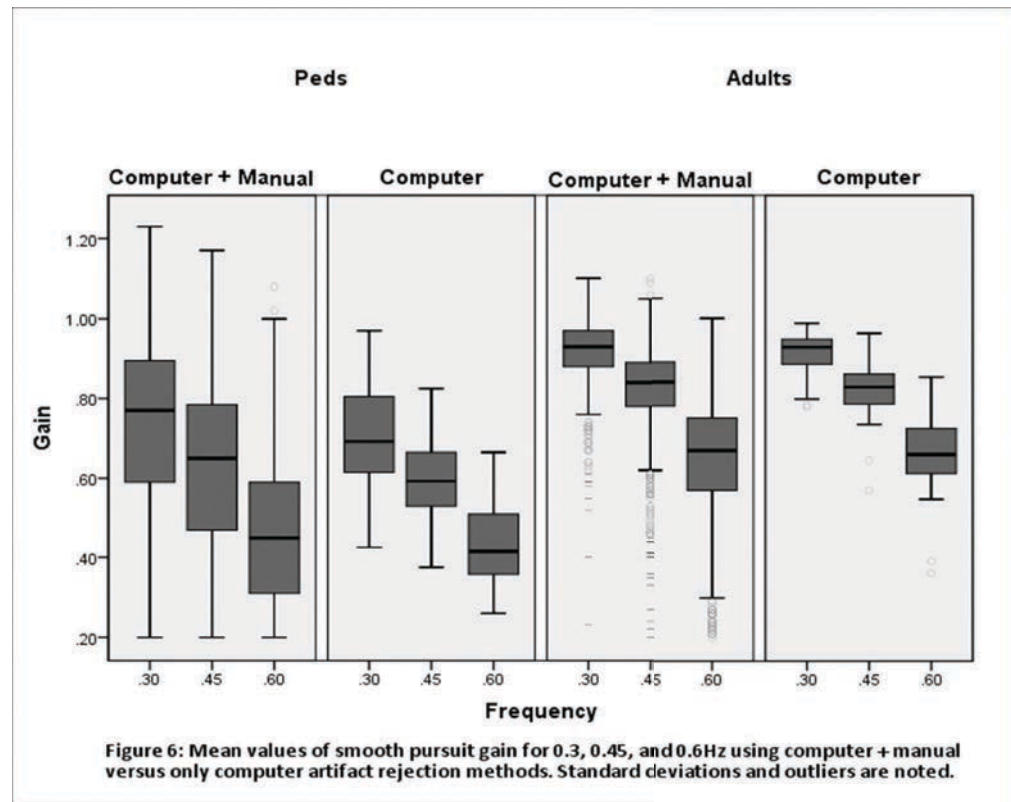 Peds Adults
Computer + Manual Computer Computer + Manual Computer
1.20
1.00
.80
.60
.40
.20
Gain
.30 .45 .60 .30 .45 .60 .30 .45 .60 .30 .45 .60
Frequency
Figure 6: Mean values of smooth pursuit gain for 0.3, 0.45, and 0.6Hz using computer + manual
versus only computer artifact rejection methods. Standard deviations and outliers are noted.